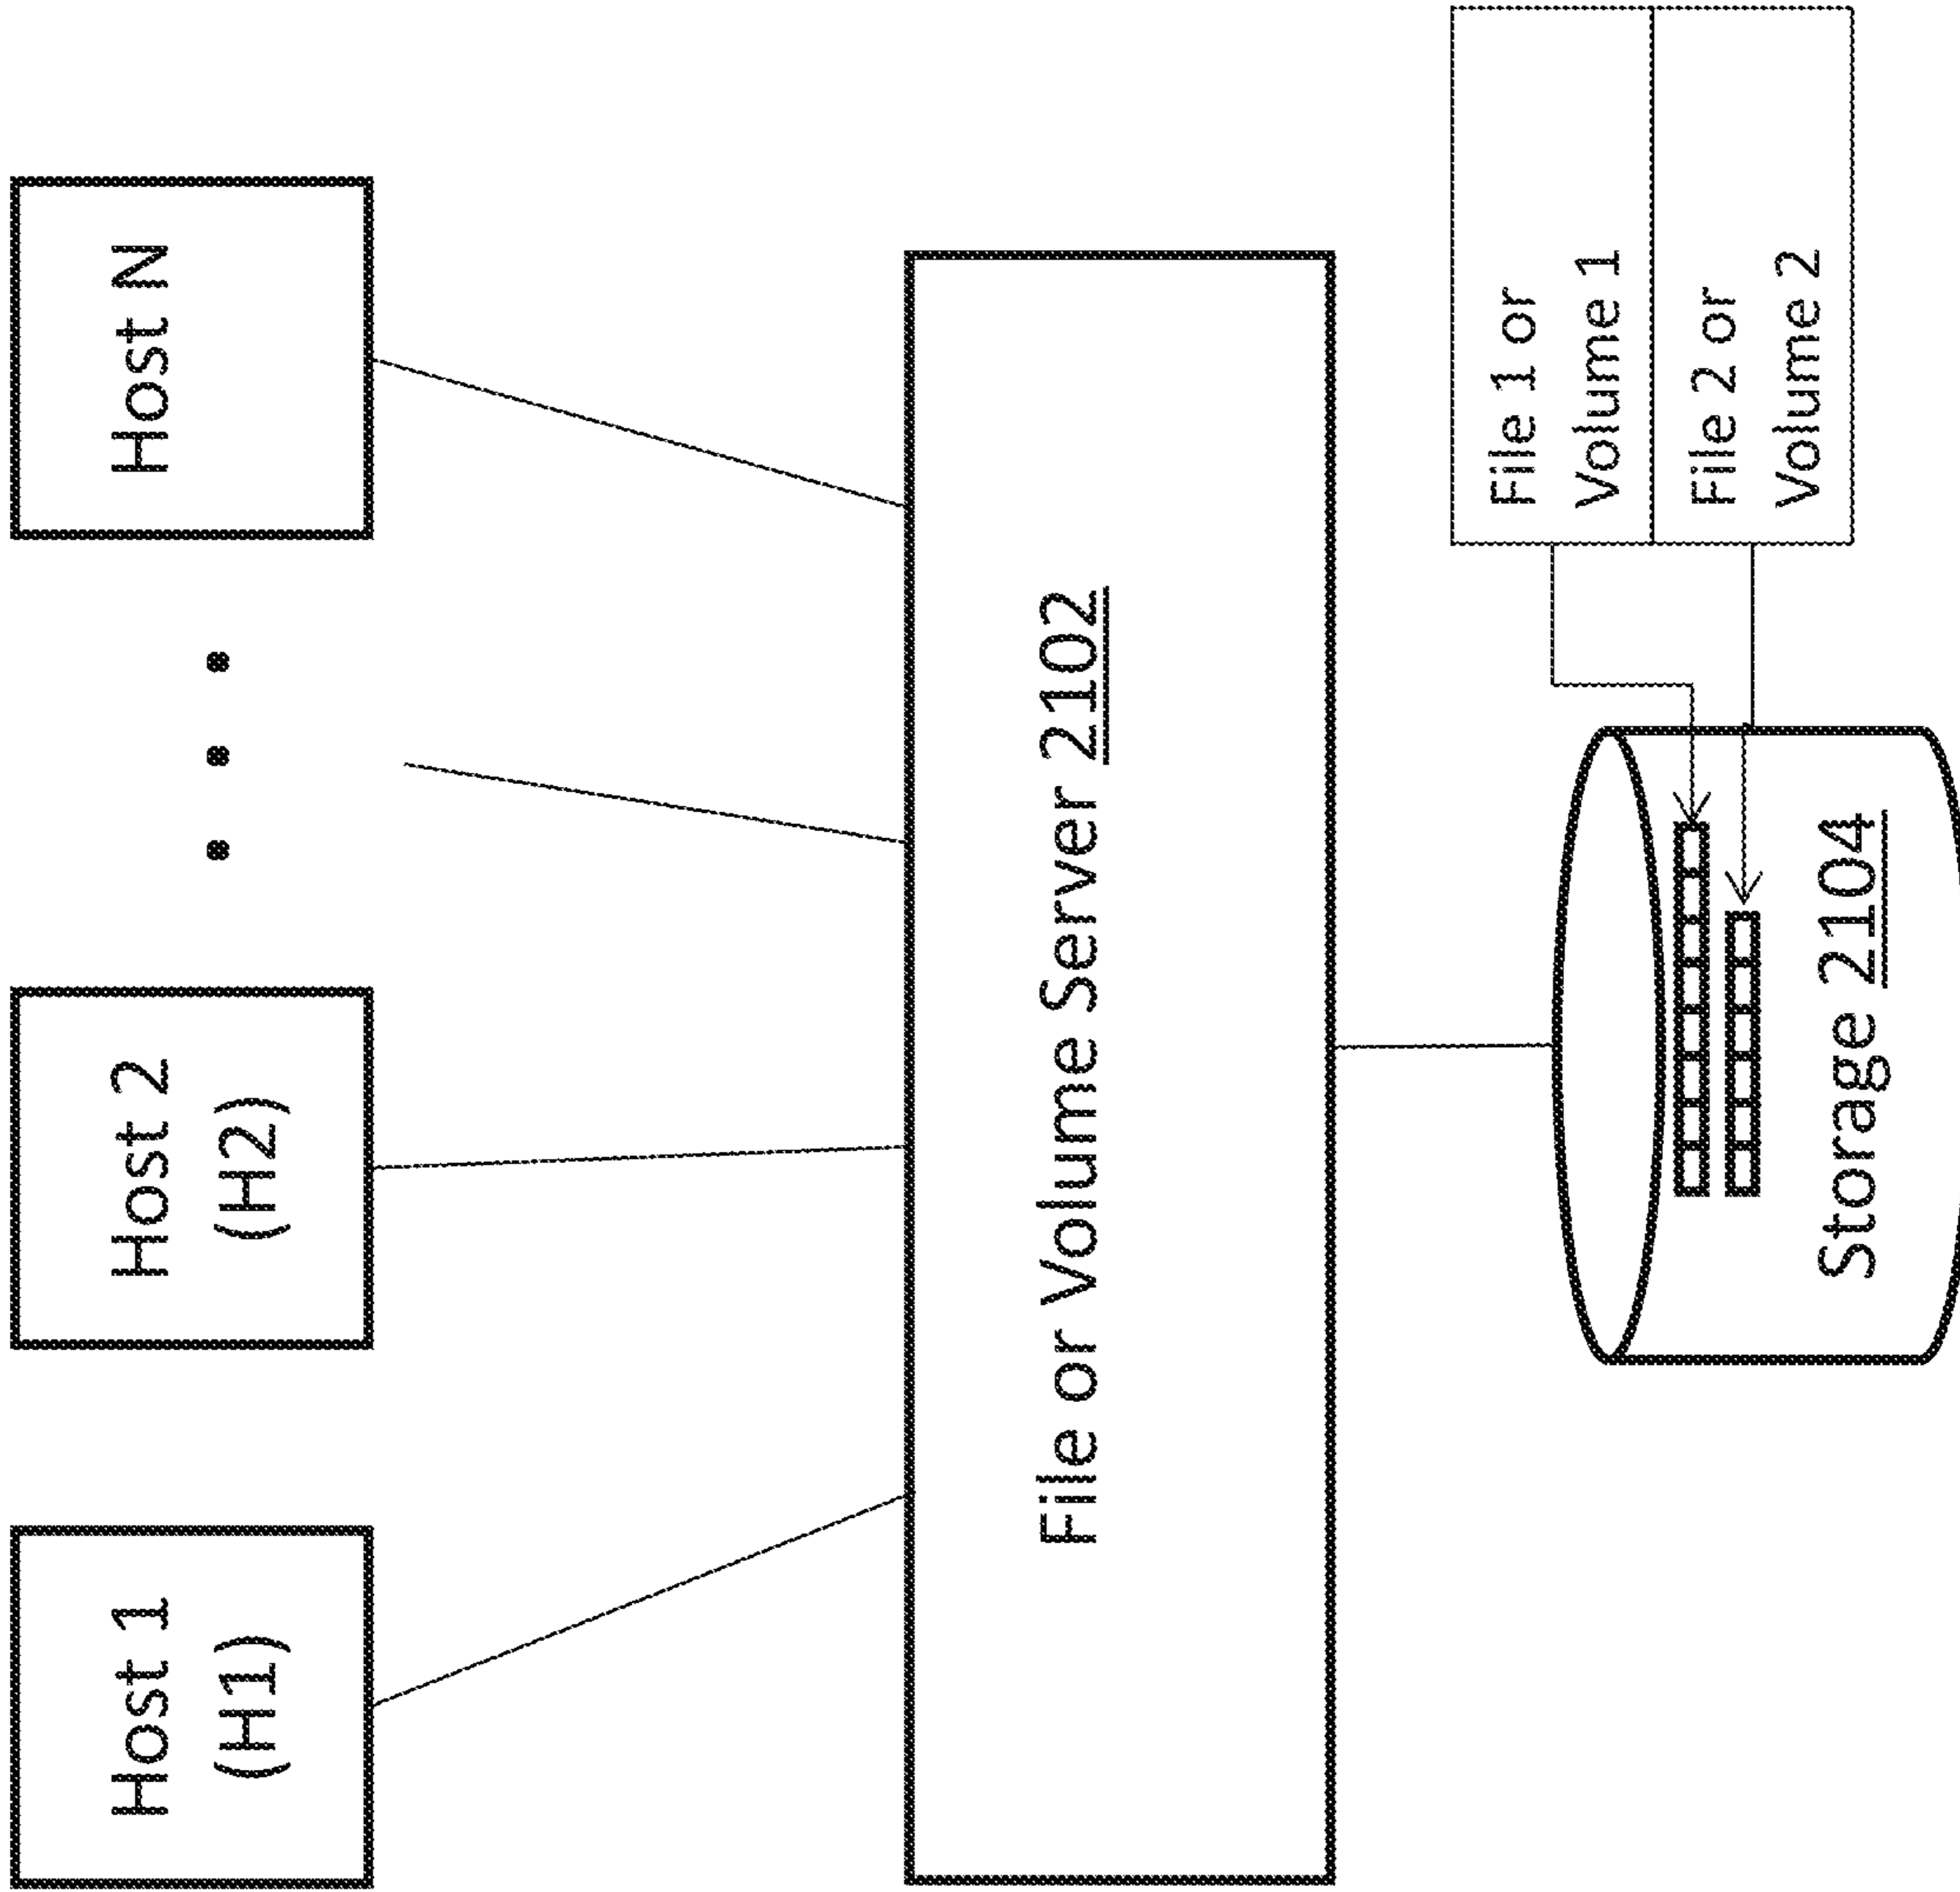 Host 1
(H1)
Host 2
(H2)
Host N
File or Volume Server 2102
File 1 or
Volume 1
File 2 or
Volume 2
Storage 2104